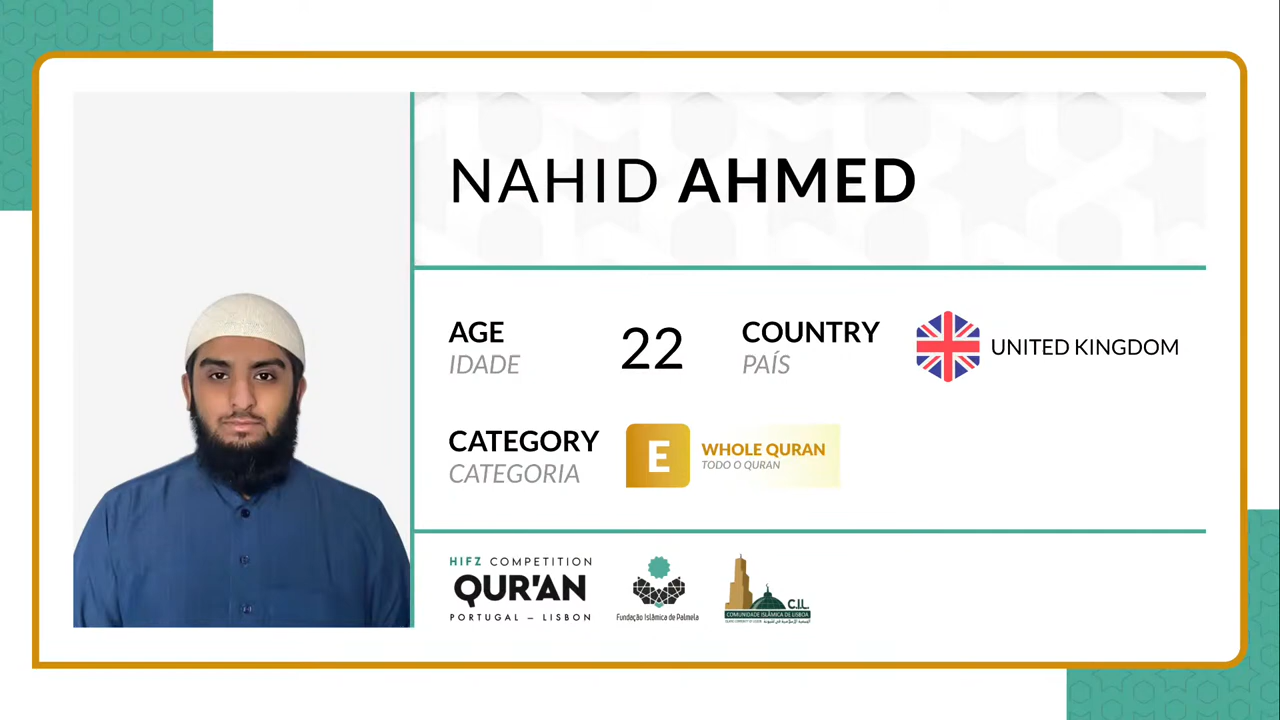 NAHID AHMED
AGE
IDADE
22
COUNTRY
PAÍS
UNITED KINGDOM
CATEGORY
CATEGORIA
E
WHOLE QURAN
TODO O QURAN
HIFZ COMPETITION
QUR'AN
PORTUGAL – LISBON
Fundação Islâmica de Palmela
C.I.L.
COMUNIDADE ISLÂMICA DE LISBOA